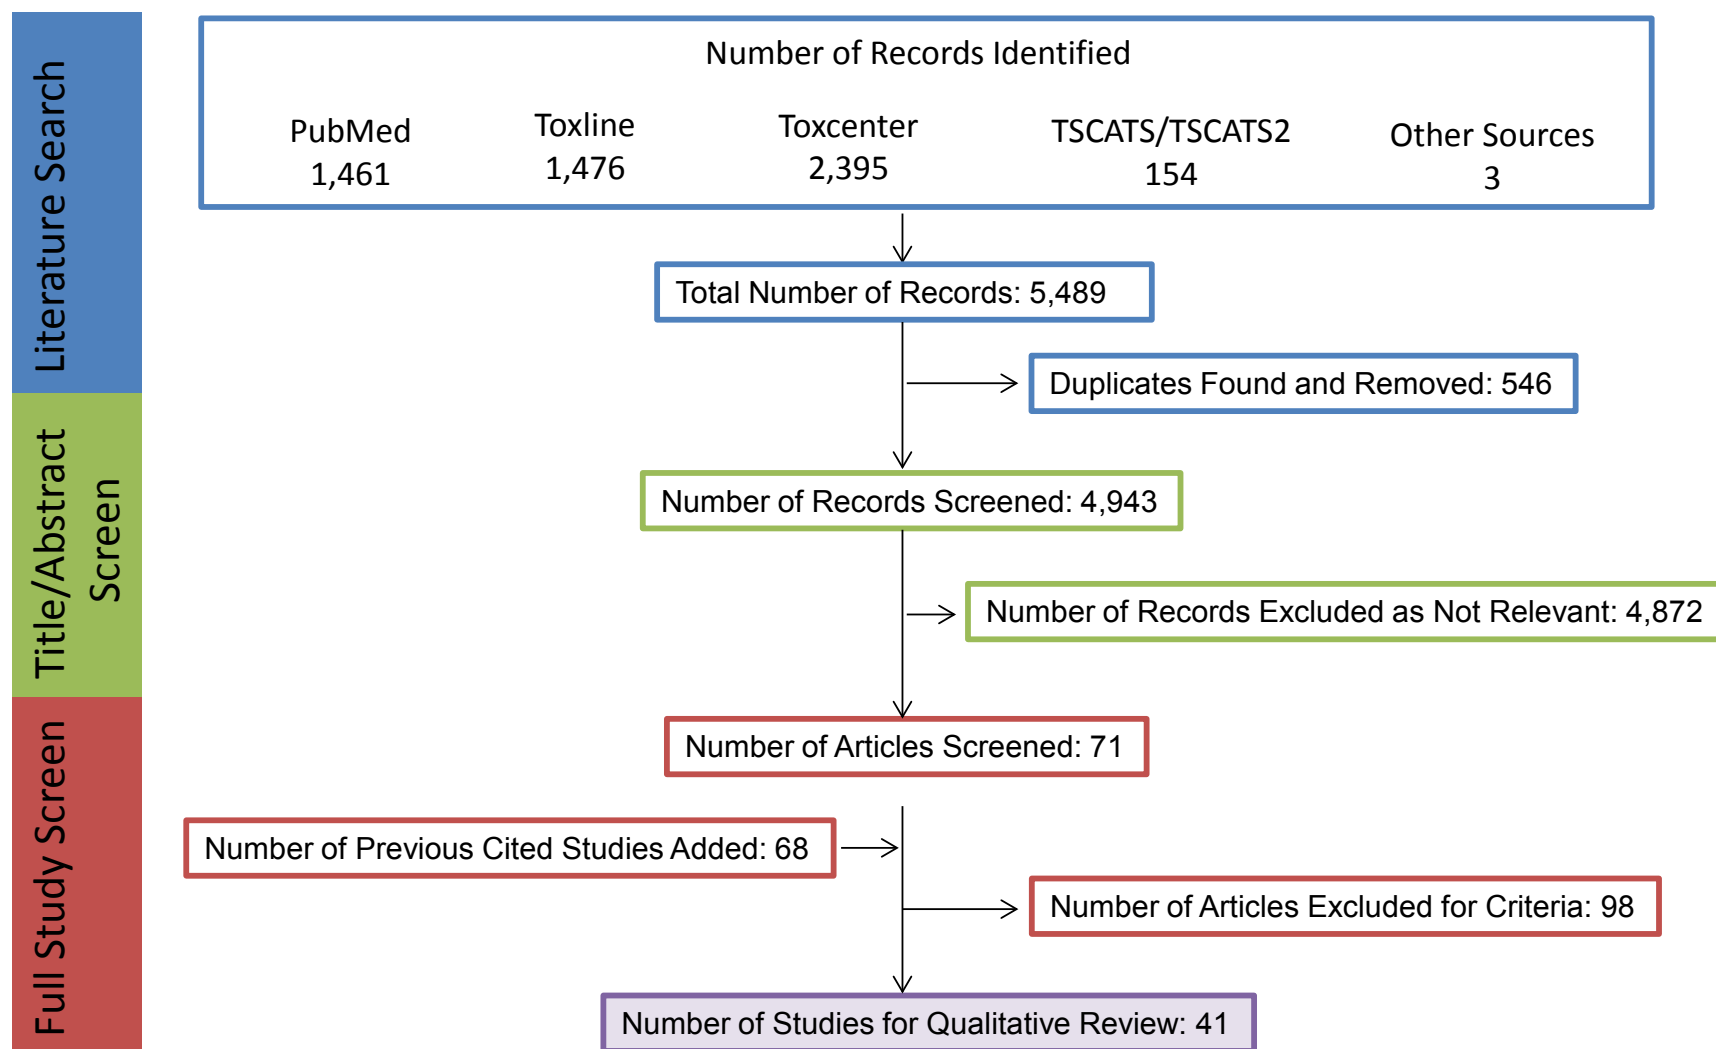 Literature Search
Number of Records Identified
PubMed
1,461
Toxline
1,476
Toxcenter
2,395
TSCATS/TSCATS2
154
Other Sources
3
Total Number of Records: 5,489
Duplicates Found and Removed: 546
Title/Abstract
Screen
Number of Records Screened: 4,943
Number of Records Excluded as Not Relevant: 4,872
Full Study Screen
Number of Articles Screened: 71
Number of Previous Cited Studies Added: 68
Number of Articles Excluded for Criteria: 98
Number of Studies for Qualitative Review: 41